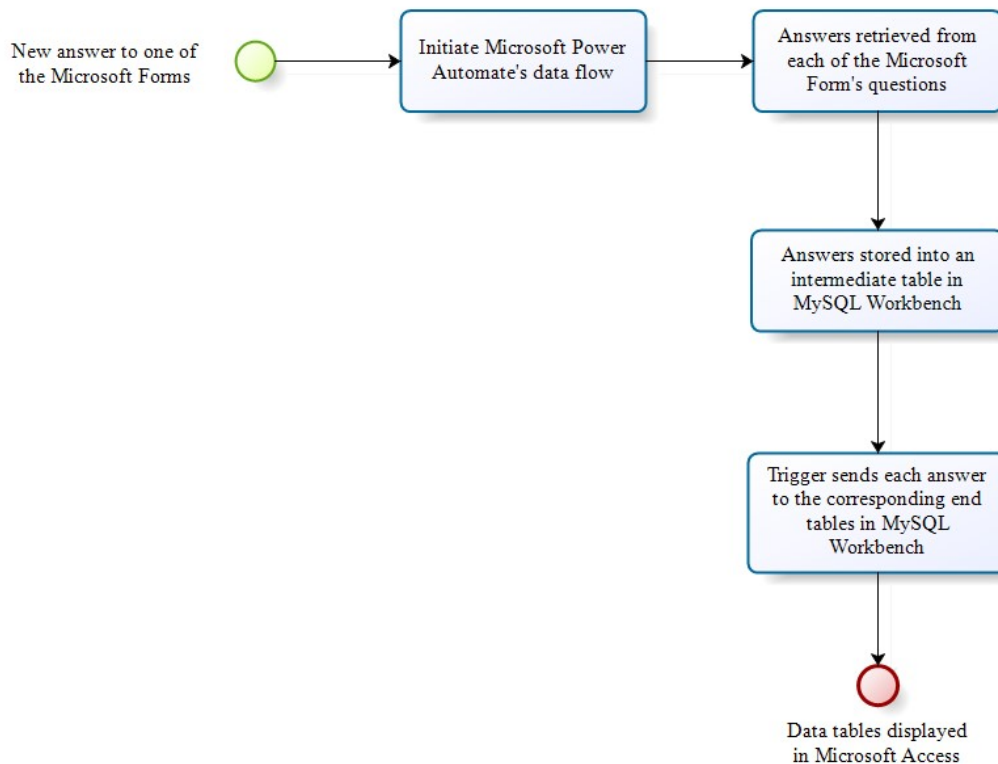 New answer to one of
the Microsoft Forms
Initiate Microsoft Power
Automate's data flow
Answers retrieved from
each of the Microsoft
Form's questions
Answers stored into an
intermediate table in
MySQL Workbench
Trigger sends each answer
to the corresponding end
tables in MySQL
Workbench
Data tables displayed
in Microsoft Access